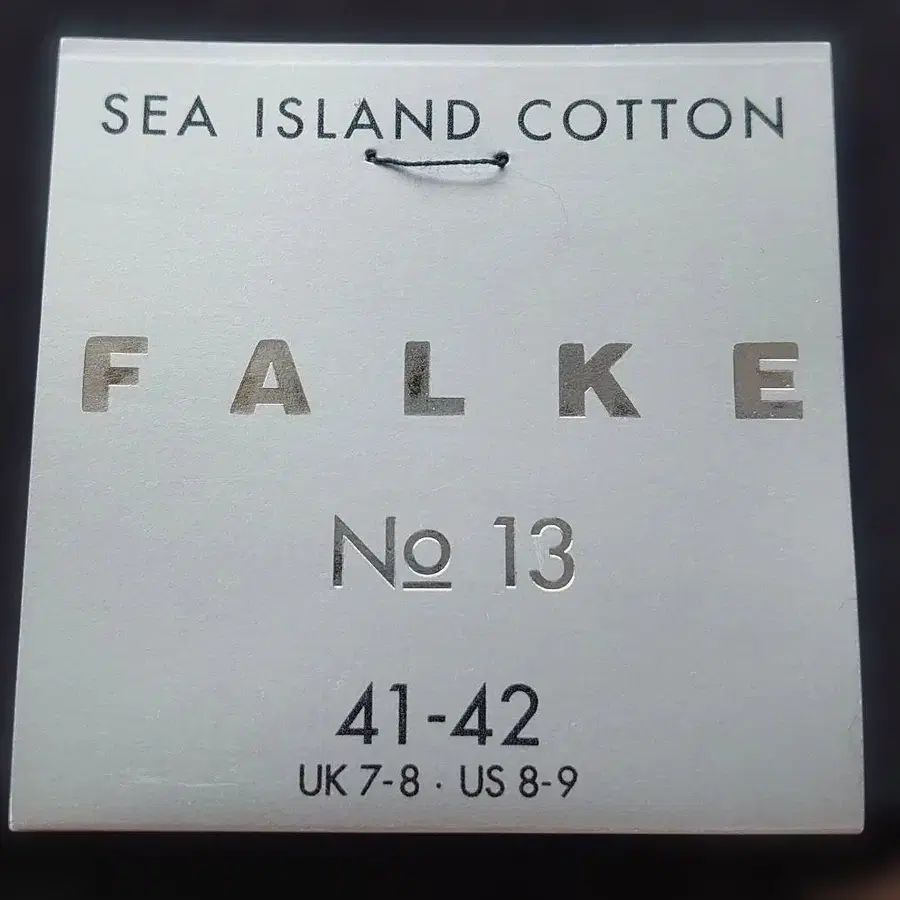 SEA ISLAND COTTON
FALKE
No 13
41-42
UK 7-8 · US 8-9